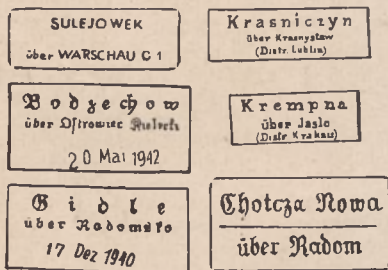 SULEJOWEK
über WARSCHAU C 1
Krasniczyn
über Krasnystaw
(Distr. Lublin)
Bodzechow
über Ostrowiec
20 Mai 1942
Krempna
über Jaslo
(Distr. Krakau)
Gidle
über Radomsko
17 Dez 1940
Chotcza Nowa
über Radom